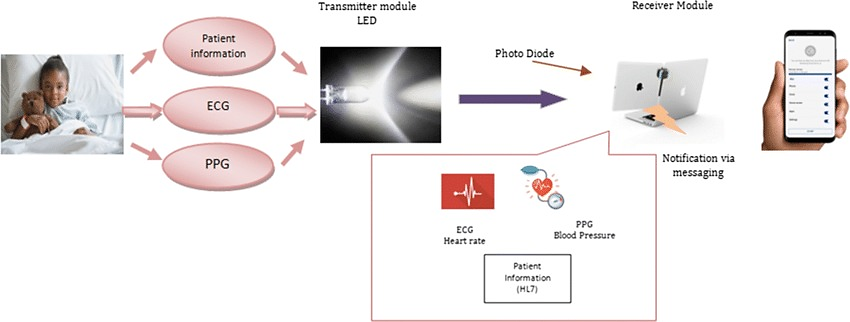 Transmitter module
LED
Receiver Module
Patient
information
ECG
PPG
Photo Diode
Notification via
messaging
ECG
Heart rate
PPG
Blood Pressure
Patient
Information
(HL7)